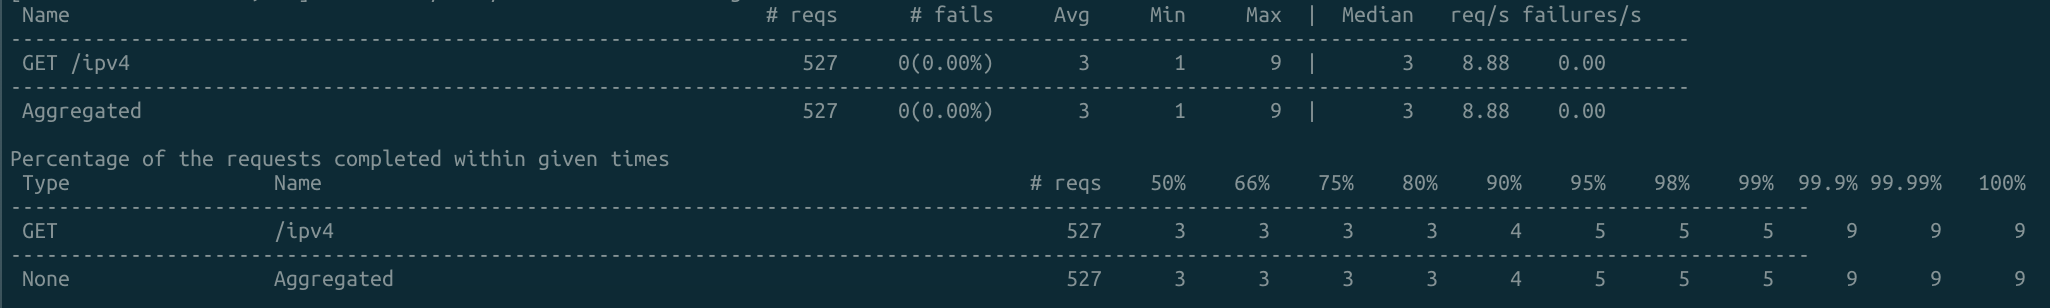 Name # reqs # fails Avg Min Max | Median req/s failures/s
GET /ipv4 527 0(0.00%) 3 1 9 | 3 8.88 0.00
Aggregated 527 0(0.00%) 3 1 9 | 3 8.88 0.00
Percentage of the requests completed within given times
Type Name # reqs 50% 66% 75% 80% 90% 95% 98% 99% 99.9% 99.99% 100%
GET /ipv4 527 3 3 3 3 4 5 5 5 9 9 9
None Aggregated 527 3 3 3 3 4 5 5 5 9 9 9